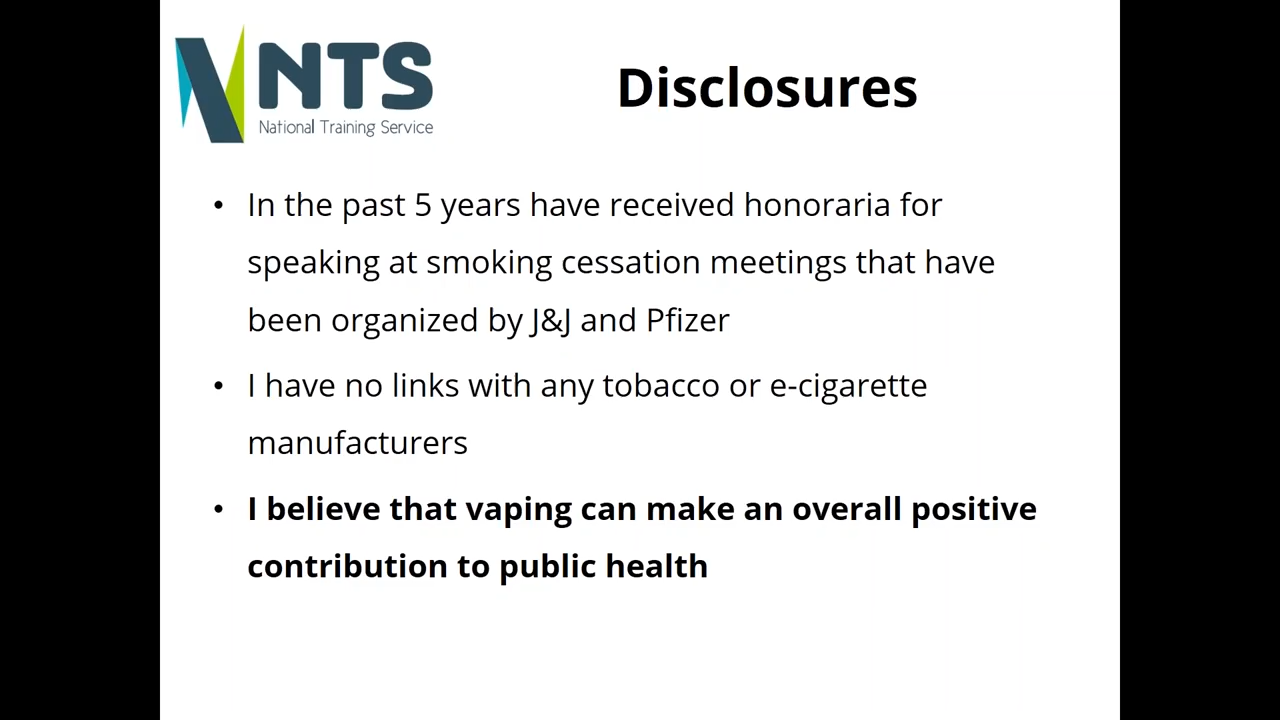 NTS
National Training Service
Disclosures
• In the past 5 years have received honoraria for
speaking at smoking cessation meetings that have
been organized by J&J and Pfizer
• I have no links with any tobacco or e-cigarette
manufacturers
• I believe that vaping can make an overall positive
contribution to public health